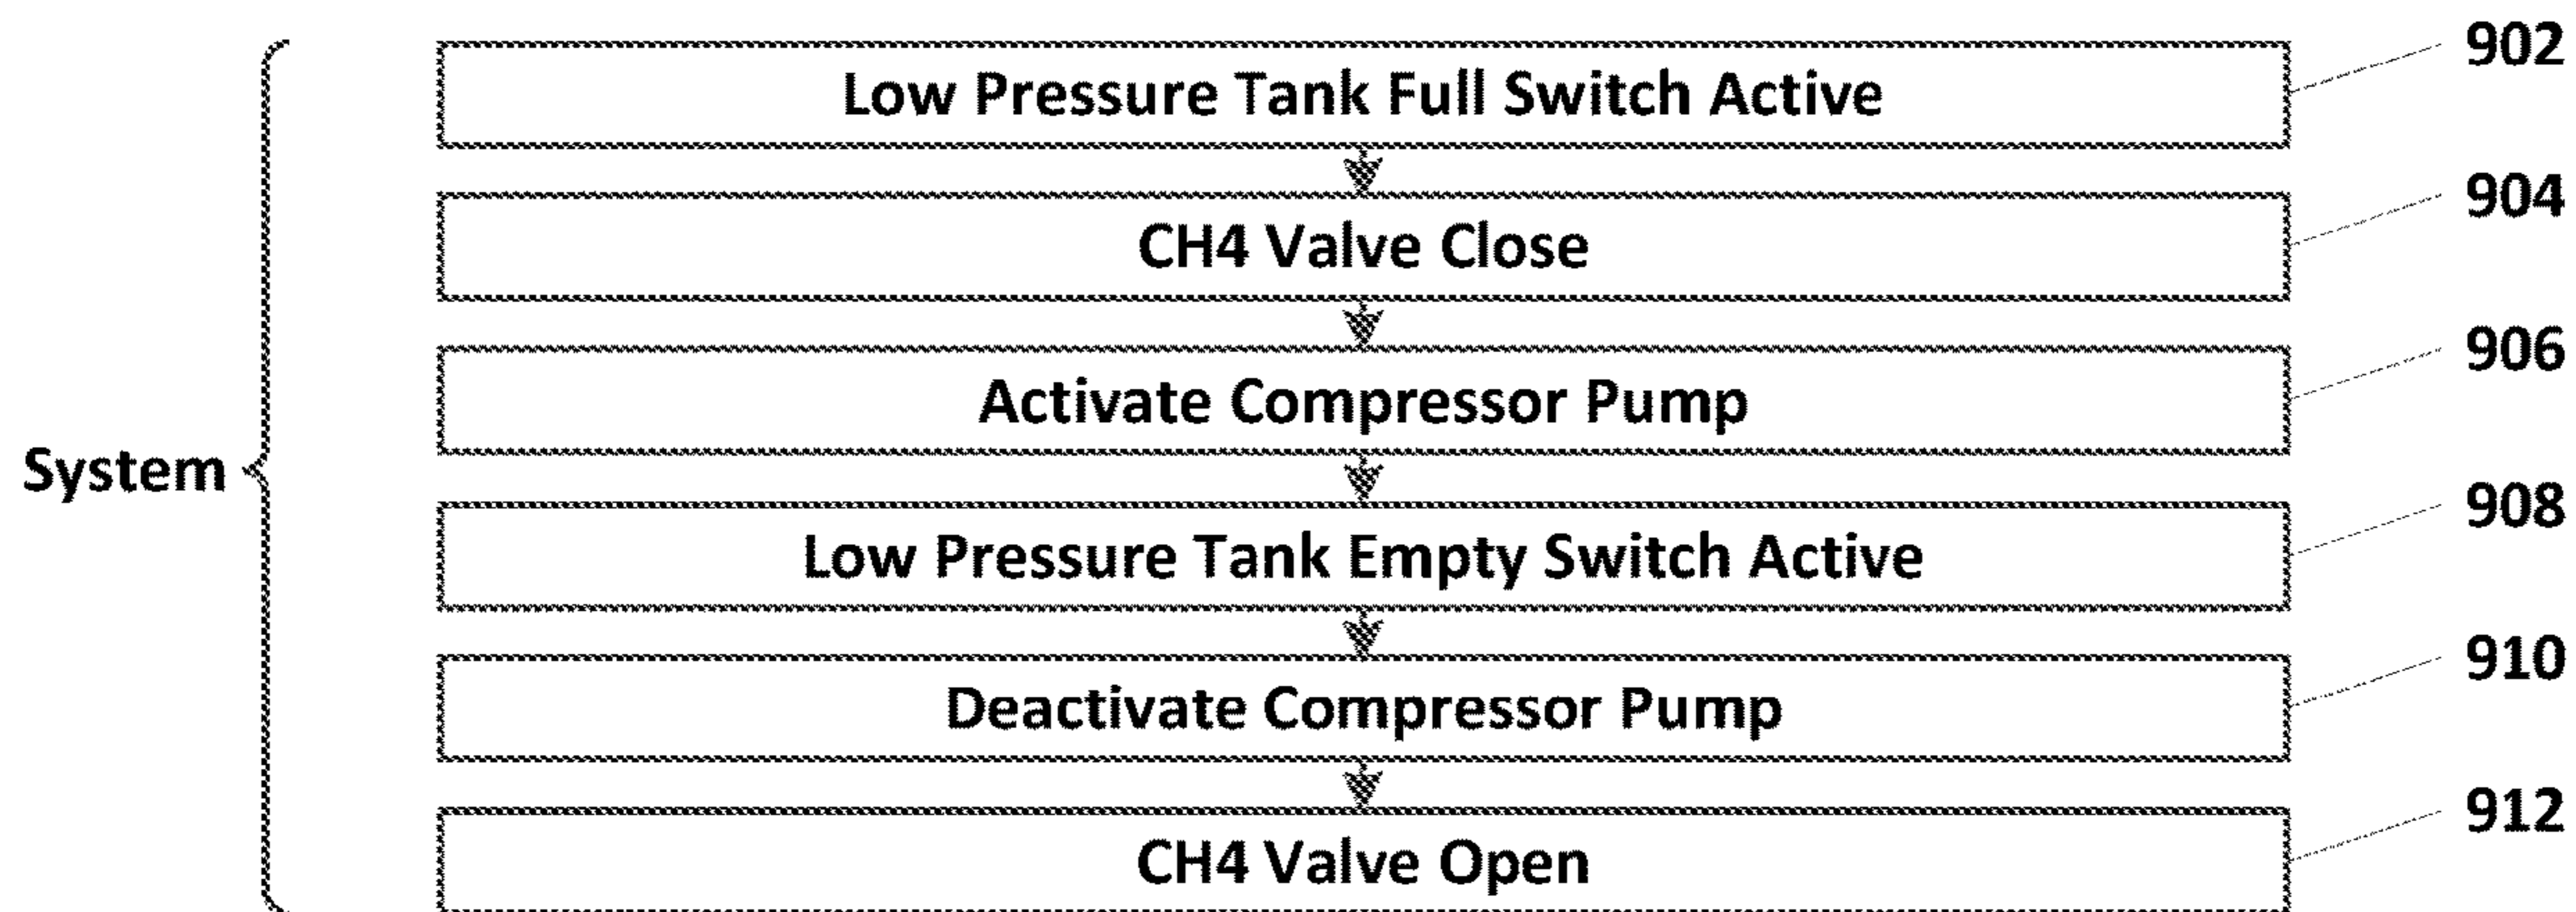 902
Low Pressure Tank Full Switch Active
904
CH4 Valve Close
906
Activate Compressor Pump
System
908
Low Pressure Tank Empty Switch Active
910
Deactivate Compressor Pump
912
CH4 Valve Open